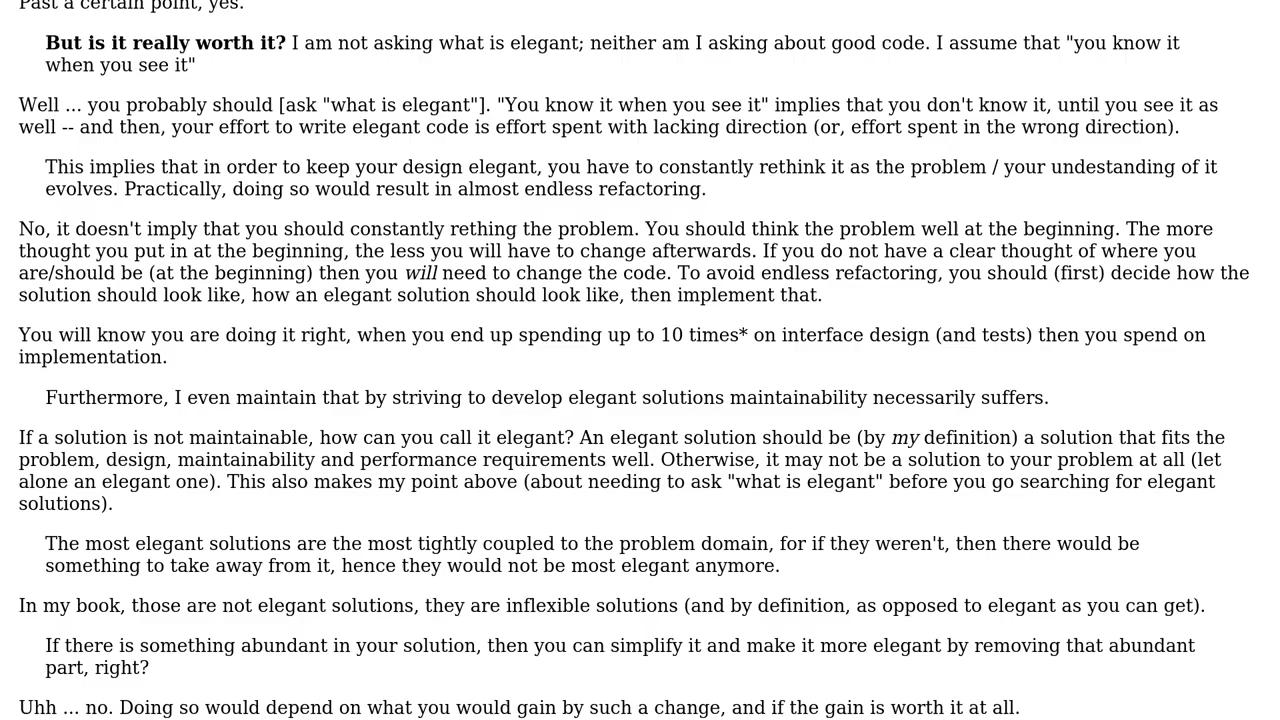 Past a certain point, yes.
But is it really worth it? I am not asking what is elegant; neither am I asking about good code. I assume that "you know it
when you see it"
Well ... you probably should [ask "what is elegant"]. "You know it when you see it" implies that you don't know it, until you see it as
well -- and then, your effort to write elegant code is effort spent with lacking direction (or, effort spent in the wrong direction).
This implies that in order to keep your design elegant, you have to constantly rethink it as the problem / your undestanding of it
evolves. Practically, doing so would result in almost endless refactoring.
No, it doesn't imply that you should constantly rething the problem. You should think the problem well at the beginning. The more
thought you put in at the beginning, the less you will have to change afterwards. If you do not have a clear thought of where you
are/should be (at the beginning) then you will need to change the code. To avoid endless refactoring, you should (first) decide how the
solution should look like, how an elegant solution should look like, then implement that.
You will know you are doing it right, when you end up spending up to 10 times* on interface design (and tests) then you spend on
implementation.
Furthermore, I even maintain that by striving to develop elegant solutions maintainability necessarily suffers.
If a solution is not maintainable, how can you call it elegant? An elegant solution should be (by my definition) a solution that fits the
problem, design, maintainability and performance requirements well. Otherwise, it may not be a solution to your problem at all (let
alone an elegant one). This also makes my point above (about needing to ask "what is elegant" before you go searching for elegant
solutions).
The most elegant solutions are the most tightly coupled to the problem domain, for if they weren't, then there would be
something to take away from it, hence they would not be most elegant anymore.
In my book, those are not elegant solutions, they are inflexible solutions (and by definition, as opposed to elegant as you can get).
If there is something abundant in your solution, then you can simplify it and make it more elegant by removing that abundant
part, right?
Uhh ... no. Doing so would depend on what you would gain by such a change, and if the gain is worth it at all.